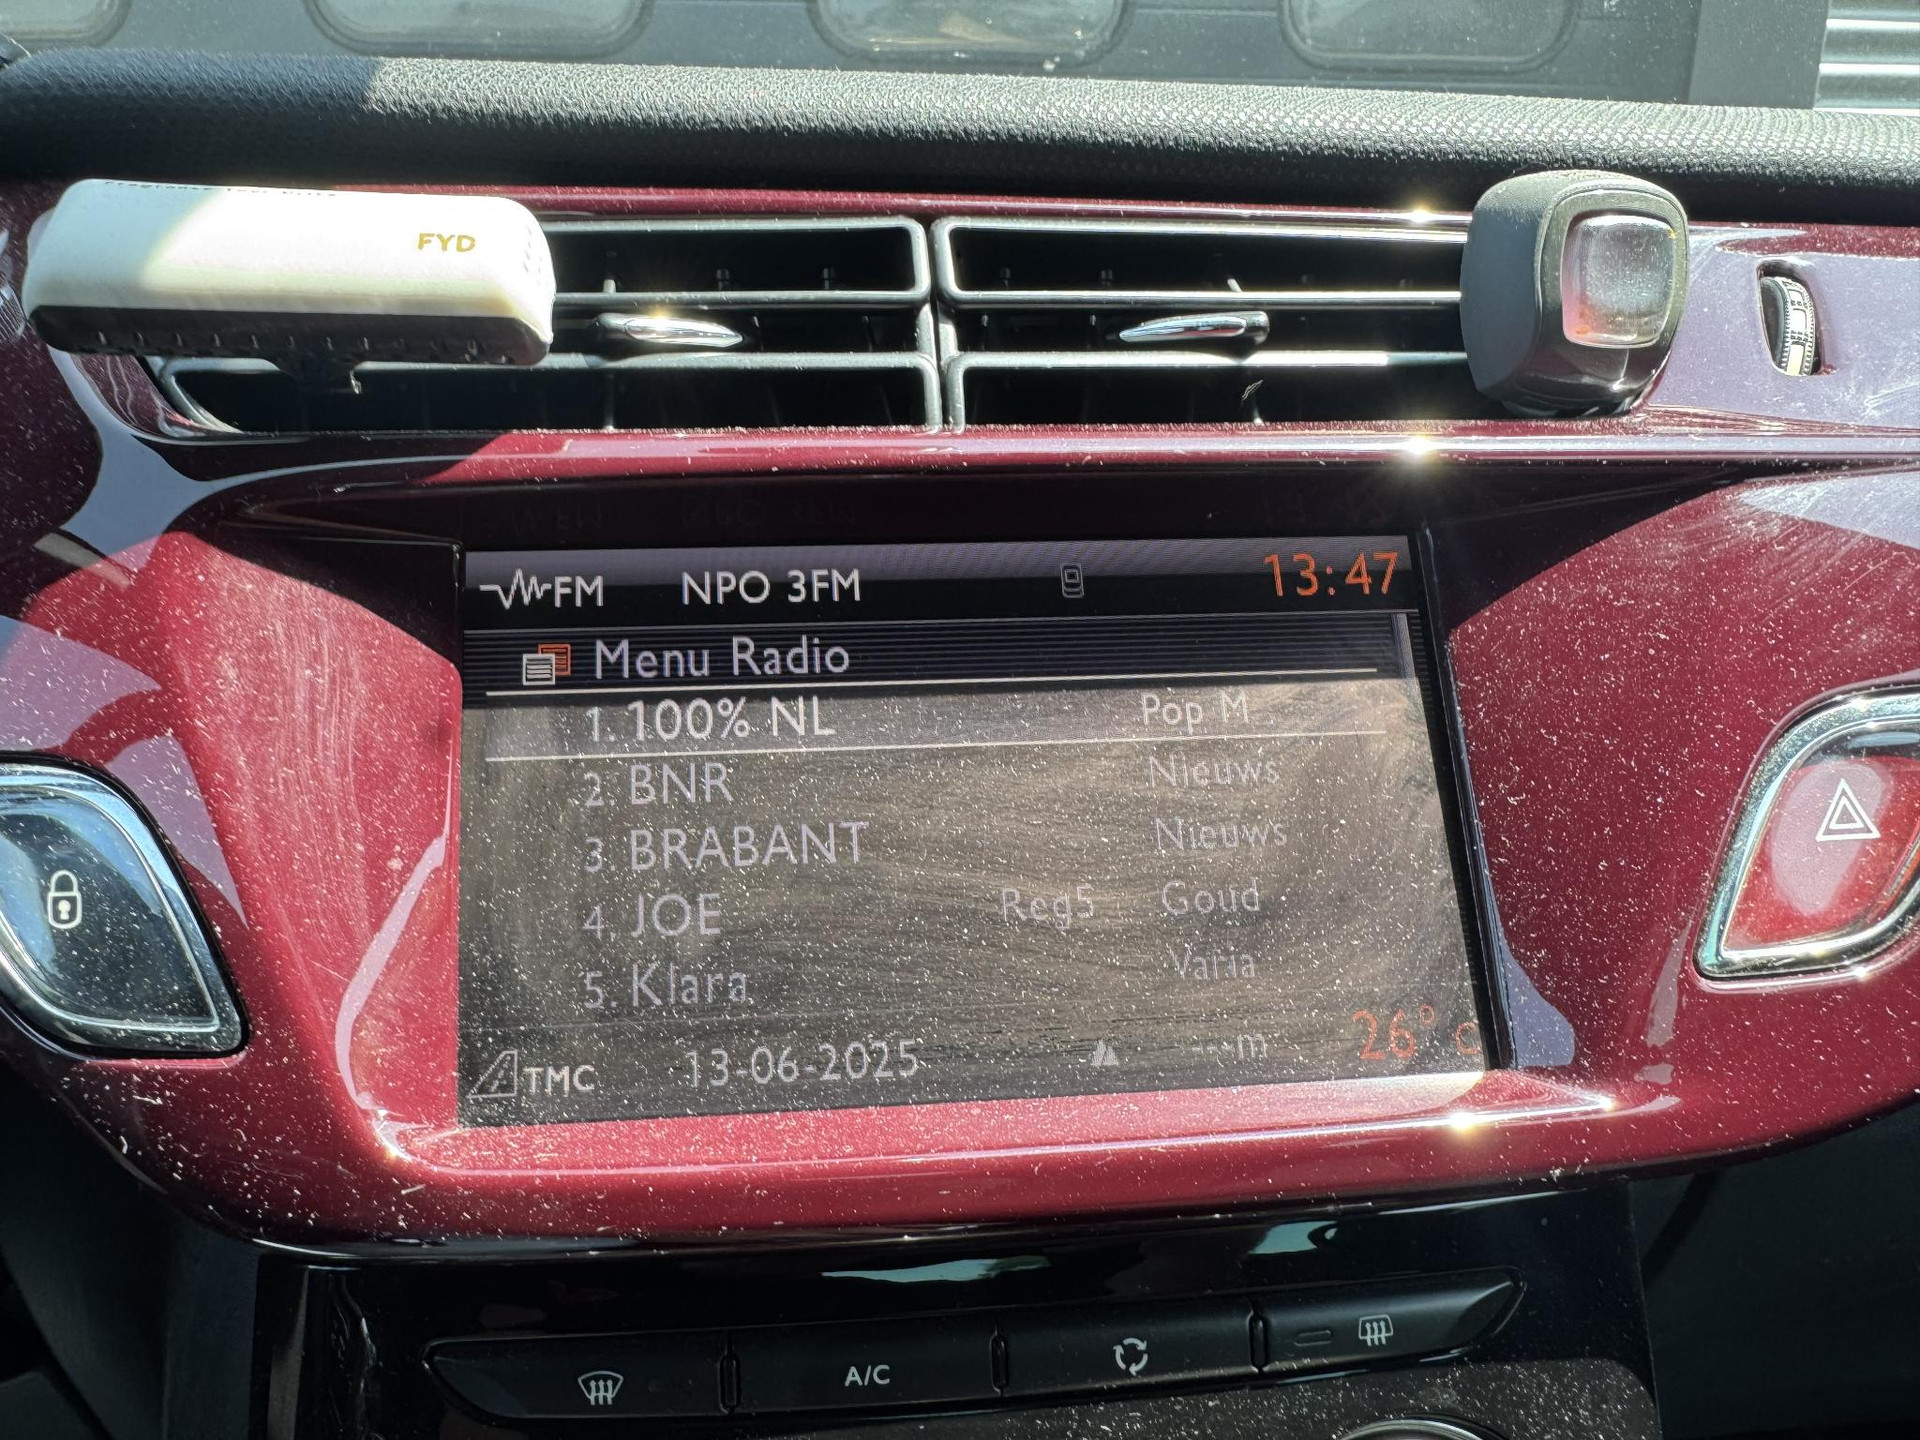 FYD
FM NPO 3FM 13:47
Menu Radio
1. 100% NL Pop M
2. BNR Nieuws
3. BRABANT Nieuws
4. JOE Reg5 Goud
5. Klara Varia
TMC 13-06-2025 ---m 26° C
A/C